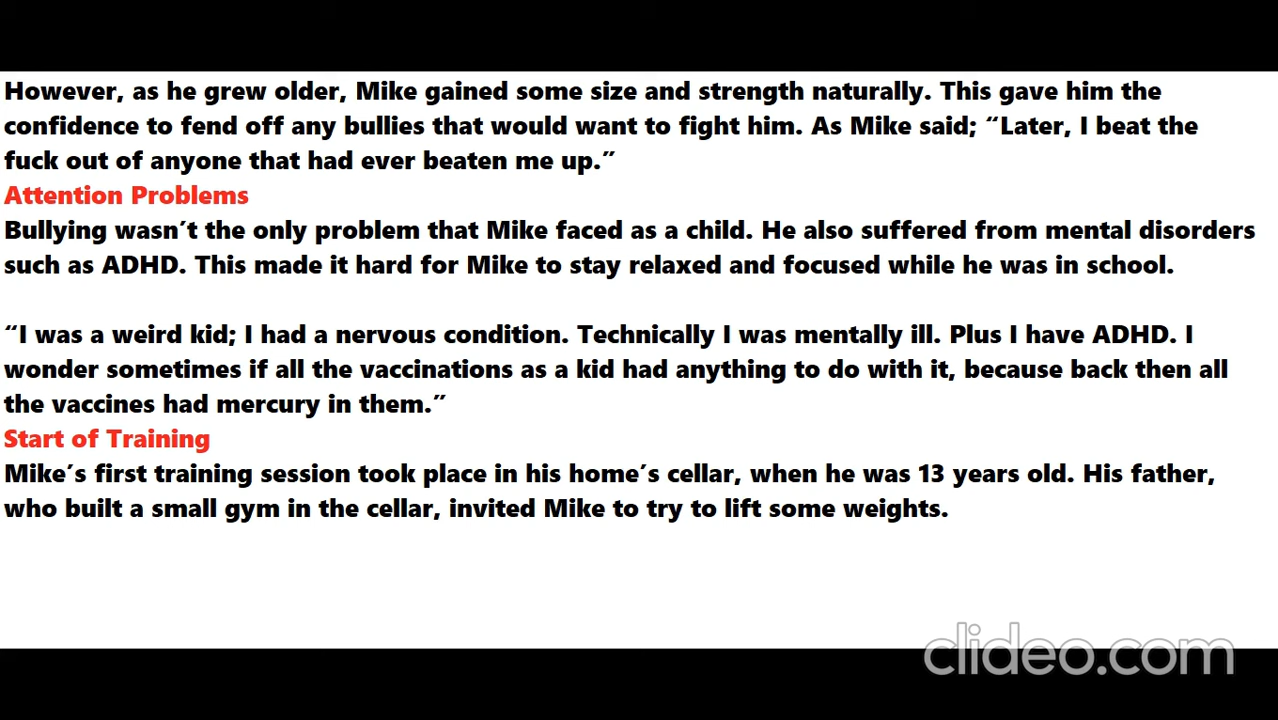 However, as he grew older, Mike gained some size and strength naturally. This gave him the
confidence to fend off any bullies that would want to fight him. As Mike said; “Later, I beat the
fuck out of anyone that had ever beaten me up.”
Attention Problems
Bullying wasn´t the only problem that Mike faced as a child. He also suffered from mental disorders
such as ADHD. This made it hard for Mike to stay relaxed and focused while he was in school.
“I was a weird kid; I had a nervous condition. Technically I was mentally ill. Plus I have ADHD. I
wonder sometimes if all the vaccinations as a kid had anything to do with it, because back then all
the vaccines had mercury in them.”
Start of Training
Mike´s first training session took place in his home´s cellar, when he was 13 years old. His father,
who built a small gym in the cellar, invited Mike to try to lift some weights.
clideo.com